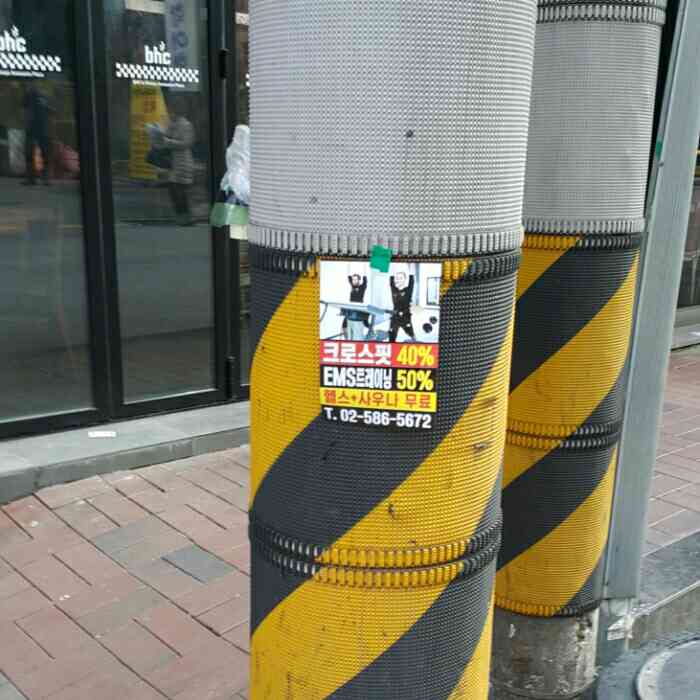 bhc
bhc
크로스핏 40%
EMS트레이닝 50%
헬스+사우나 무료
T. 02-586-5672